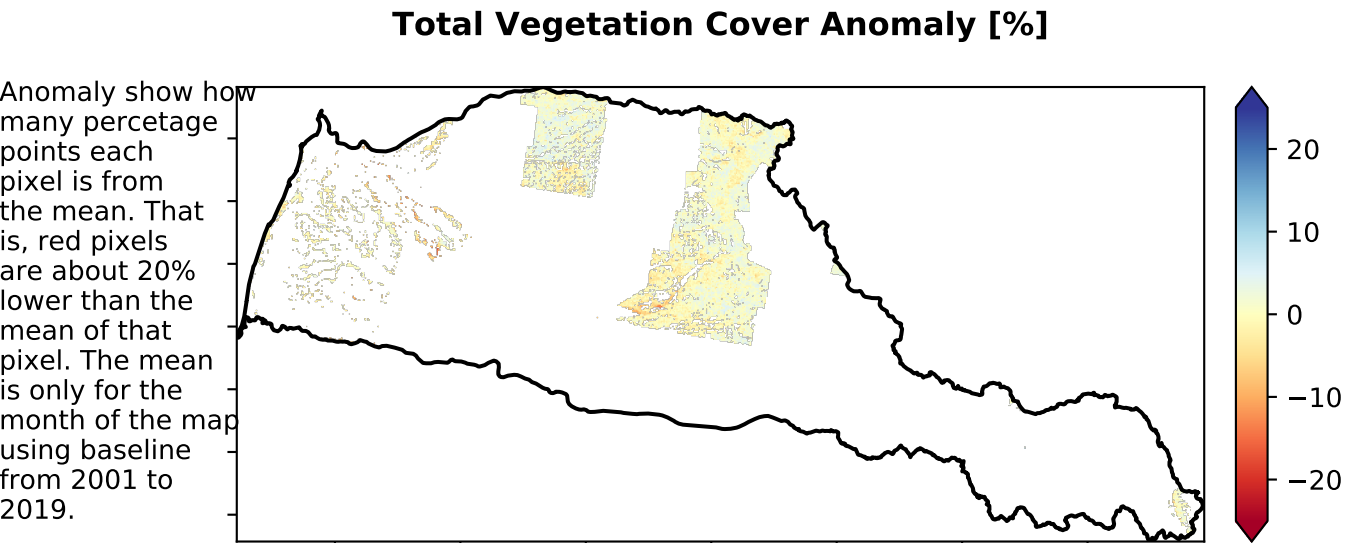 Total Vegetation Cover Anomaly [%]
Anomaly show how
many percetage
points each
pixel is from
the mean. That
is, red pixels
are about 20%
lower than the
mean of that
pixel. The mean
is only for the
month of the map
using baseline
from 2001 to
2019.
20
10
0
−10
−20